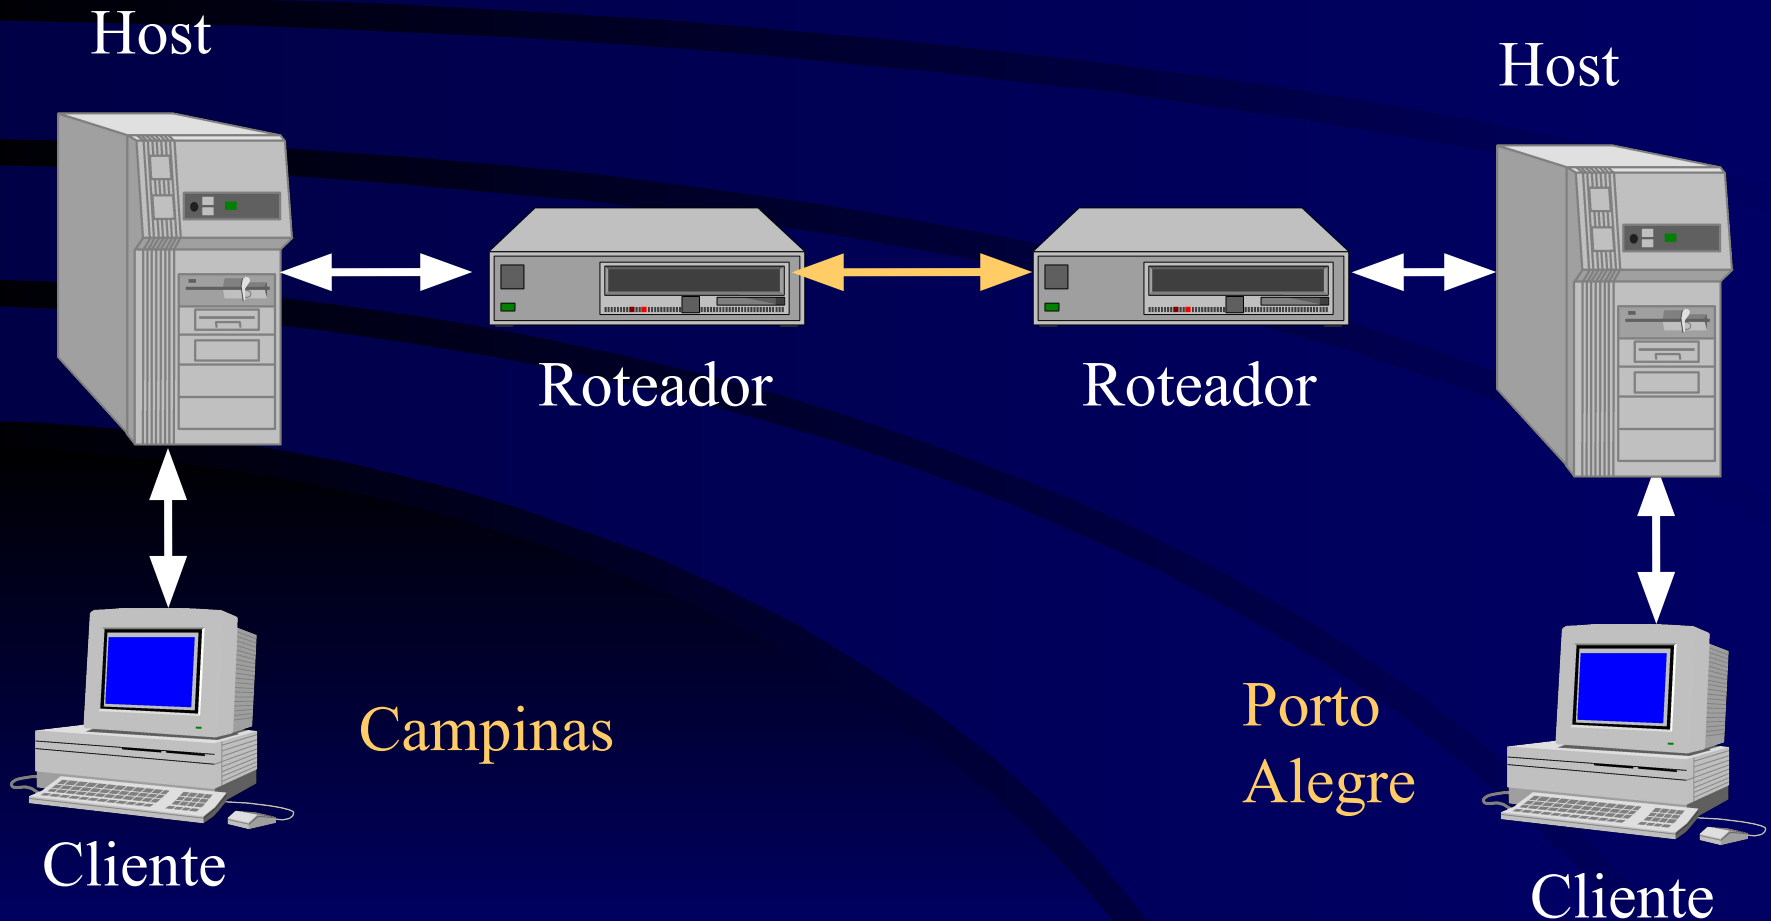 Host
Host
Roteador
Roteador
Campinas
Porto
Alegre
Cliente
Cliente